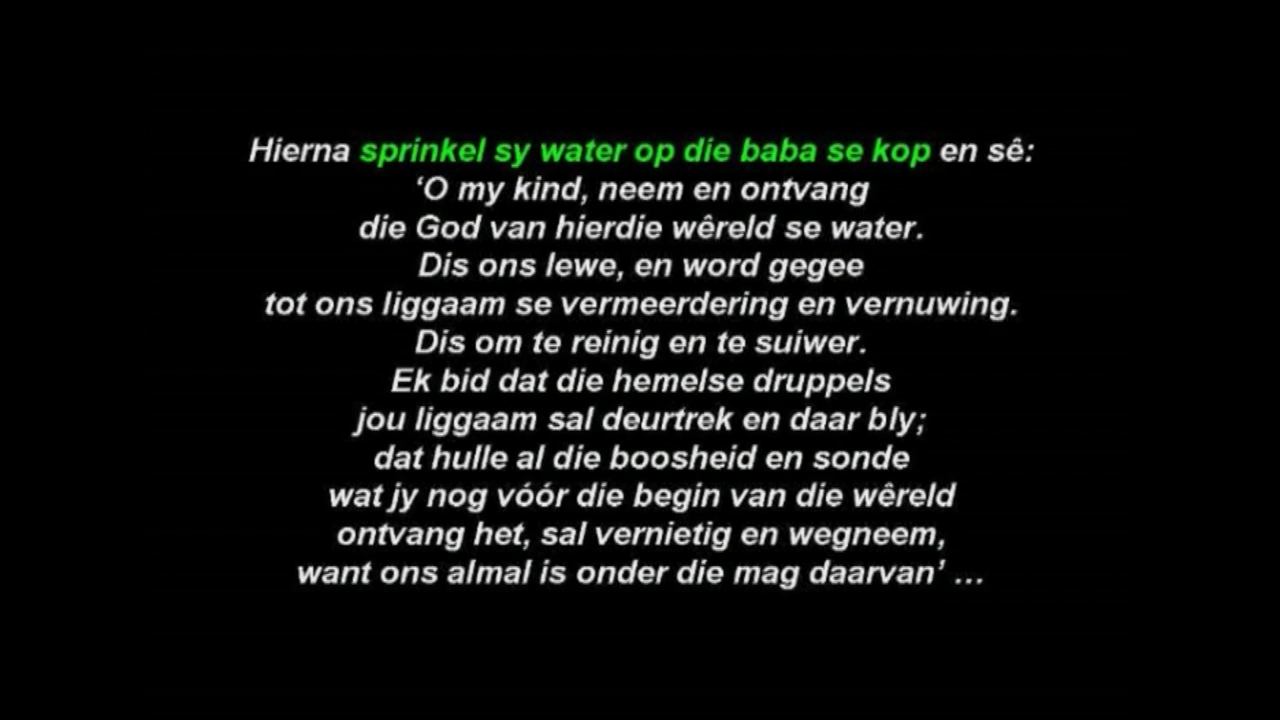 Hierna sprinkel sy water op die baba se kop en sê:
‘O my kind, neem en ontvang
die God van hierdie wêreld se water.
Dis ons lewe, en word gegee
tot ons liggaam se vermeerdering en vernuwing.
Dis om te reinig en te suiwer.
Ek bid dat die hemelse druppels
jou liggaam sal deurtrek en daar bly;
dat hulle al die boosheid en sonde
wat jy nog vóór die begin van die wêreld
ontvang het, sal vernietig en wegneem,
want ons almal is onder die mag daarvan’ ...